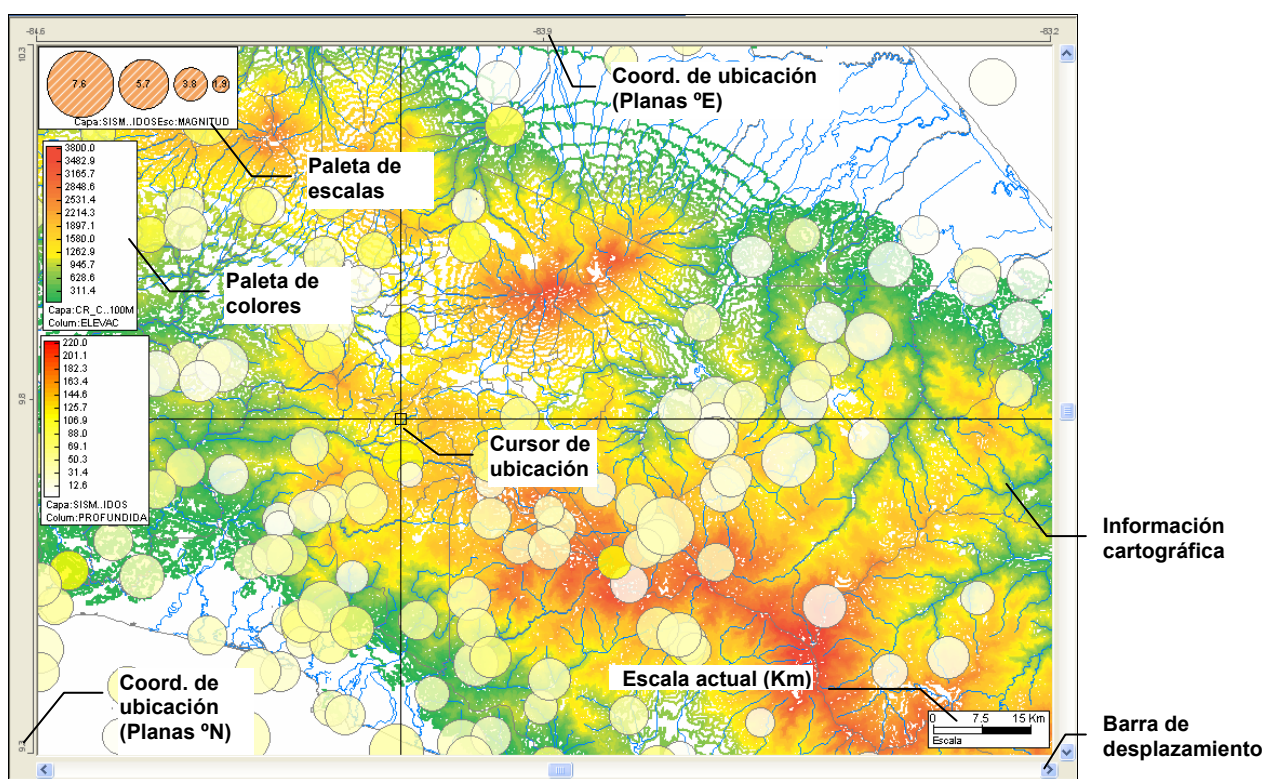 -84.6
-839
-832
10.3
7.6
5.7
3.8
1.9
Capa:SISM..IDOSEsc:MAGNITUD
Coord. de ubicación
(Planas ºE)
Paleta de
escalas
3800.0
3482.9
3165.7
2848.6
2531.4
2214.3
1897.1
1580.0
1262.9
945.7
628.6
311.4
Capa:CR_C..100M
Colum:ELEVAC
Paleta de
colores
220.0
201.1
182.3
163.4
144.6
125.7
106.9
88.0
69.1
50.3
31.4
12.6
Capa:SISM..IDOS
Colum:PROFUNDIDA
9.8
Cursor de
ubicación
Información
cartográfica
Coord. de
ubicación
(Planas ºN)
9.3
Escala actual (Km)
0 7.5 15 Km
Escala
Barra de
desplazamiento